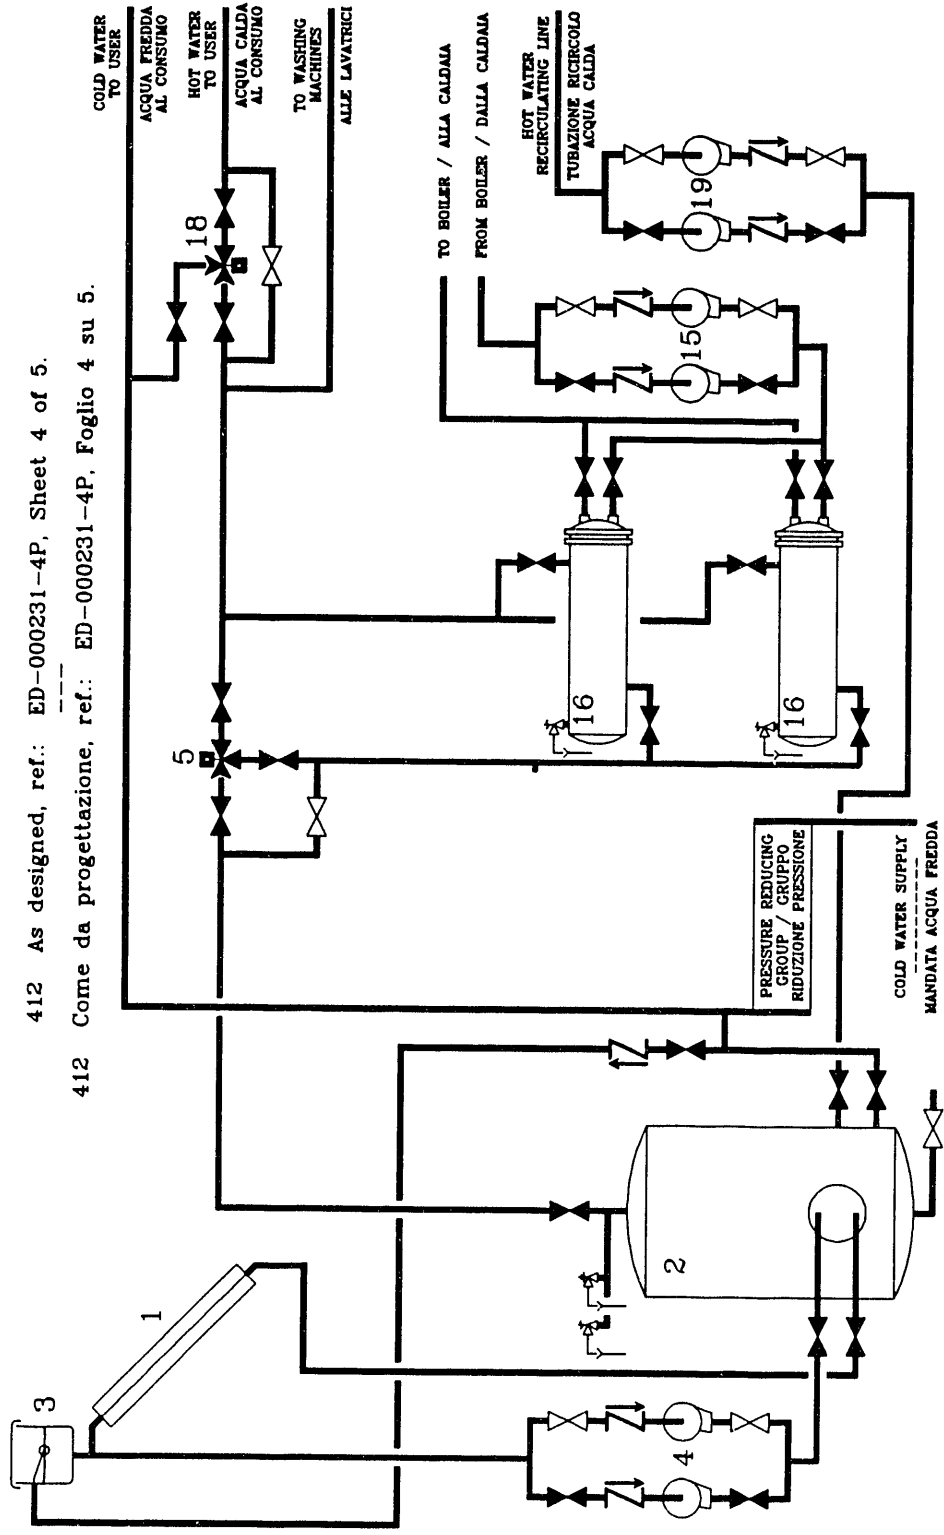 412 As designed, ref.: ED-000231-4P, Sheet 4 of 5.
412 Come da progettazione, ref.: ED-000231-4P, Foglio 4 su 5.
COLD WATER
TO USER
ACQUA FREDDA
AL CONSUMO
HOT WATER
TO USER
ACQUA CALDA
AL CONSUMO
TO WASHING
MACHINES
ALLE LAVATRICI
TO BOILER / ALLA CALDAIA
FROM BOILER / DALLA CALDAIA
HOT WATER
RECIRCULATING LINE
TUBAZIONE RICIRCOLO
ACQUA CALDA
18
5
15
19
16
16
3
1
2
4
PRESSURE REDUCING
GROUP / GRUPPO
RIDUZIONE PRESSIONE
COLD WATER SUPPLY
MANDATA ACQUA FREDDA